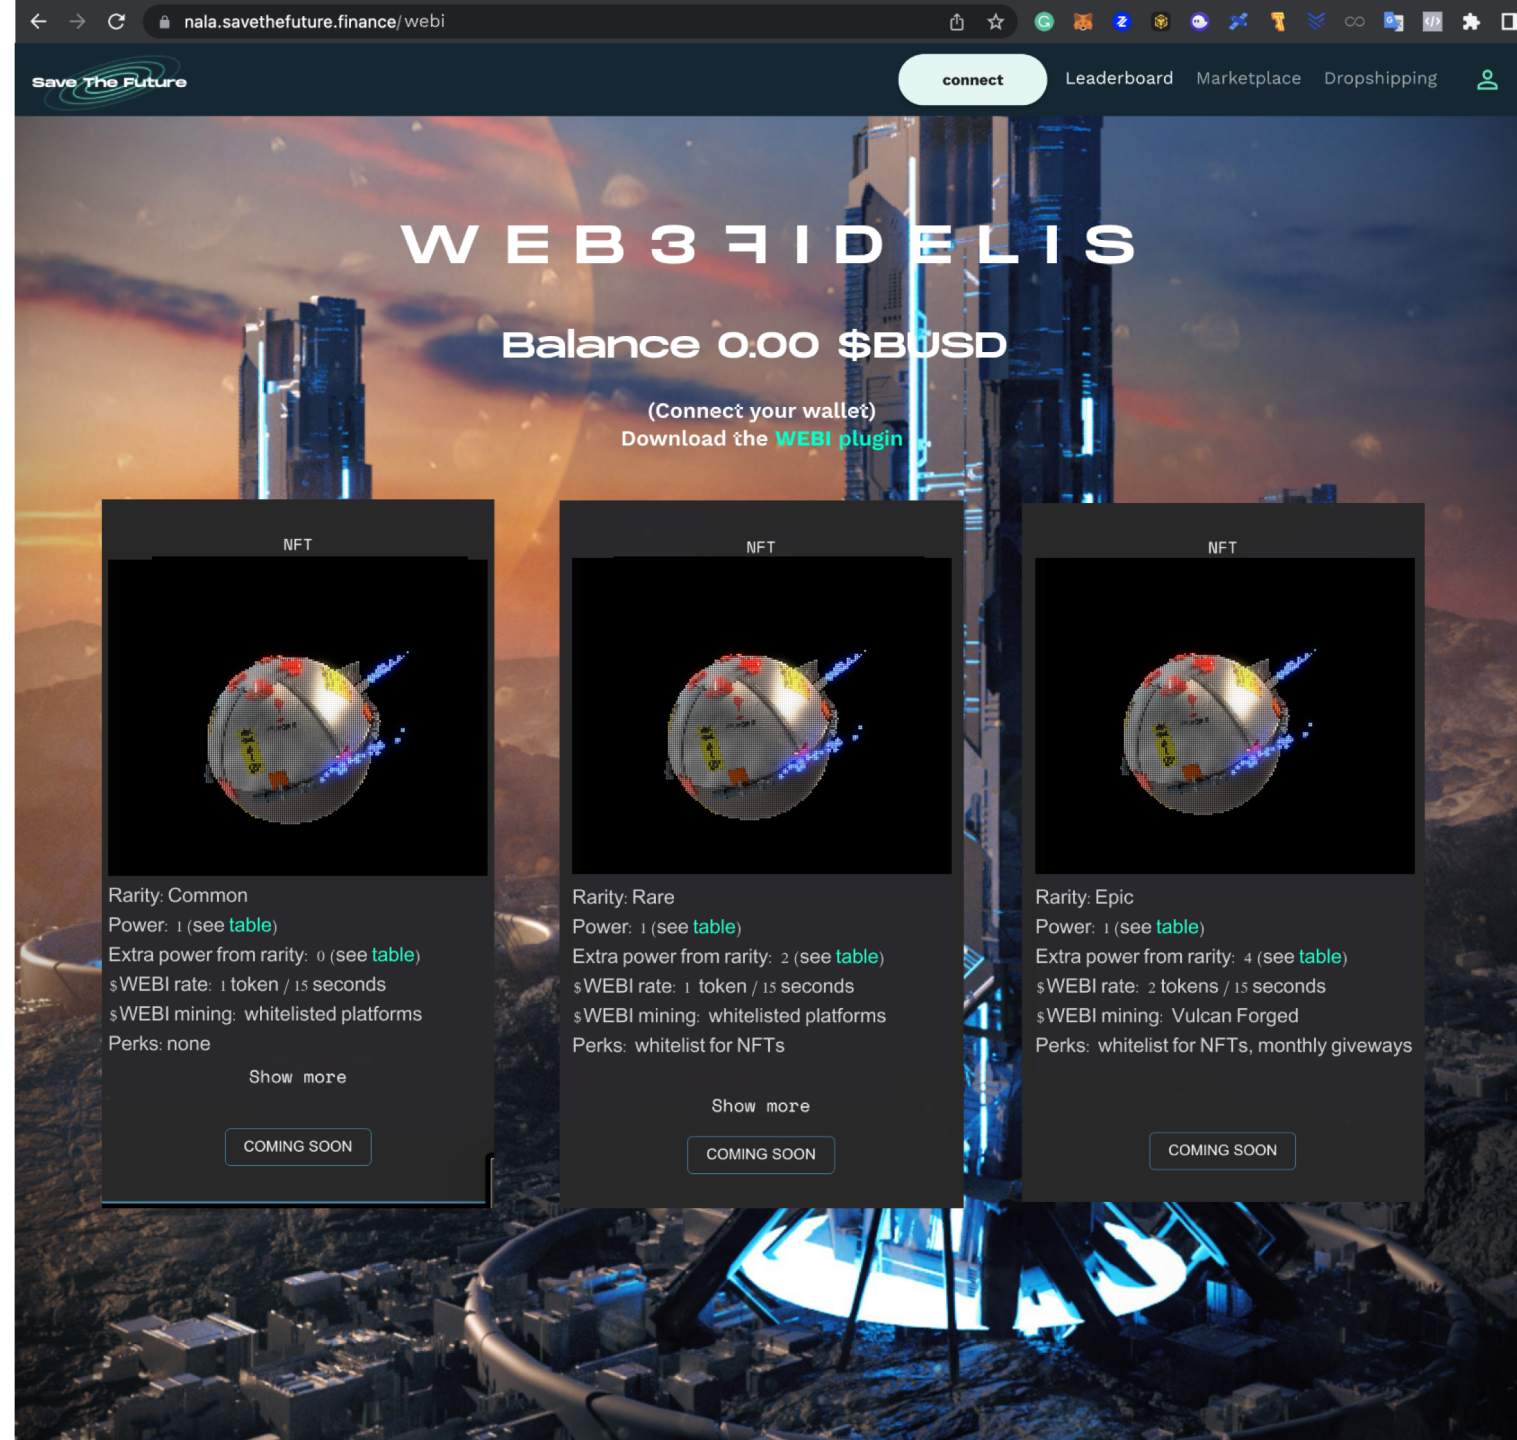 nala.savethefuture.finance/webi
Save The Future
connect
Leaderboard
Marketplace
Dropshipping
WEB3FIDELIS
Balance 0.00 $BUSD
(Connect your wallet)
Download the WEBI plugin
NFT
Rarity: Common
Power: 1 (see table)
Extra power from rarity: 0 (see table)
$WEBI rate: 1 token / 15 seconds
$WEBI mining: whitelisted platforms
Perks: none
Show more
COMING SOON
NFT
Rarity: Rare
Power: 1 (see table)
Extra power from rarity: 2 (see table)
$WEBI rate: 1 token / 15 seconds
$WEBI mining: whitelisted platforms
Perks: whitelist for NFTs
Show more
COMING SOON
NFT
Rarity: Epic
Power: 1 (see table)
Extra power from rarity: 4 (see table)
$WEBI rate: 2 tokens / 15 seconds
$WEBI mining: Vulcan Forged
Perks: whitelist for NFTs, monthly giveways
COMING SOON